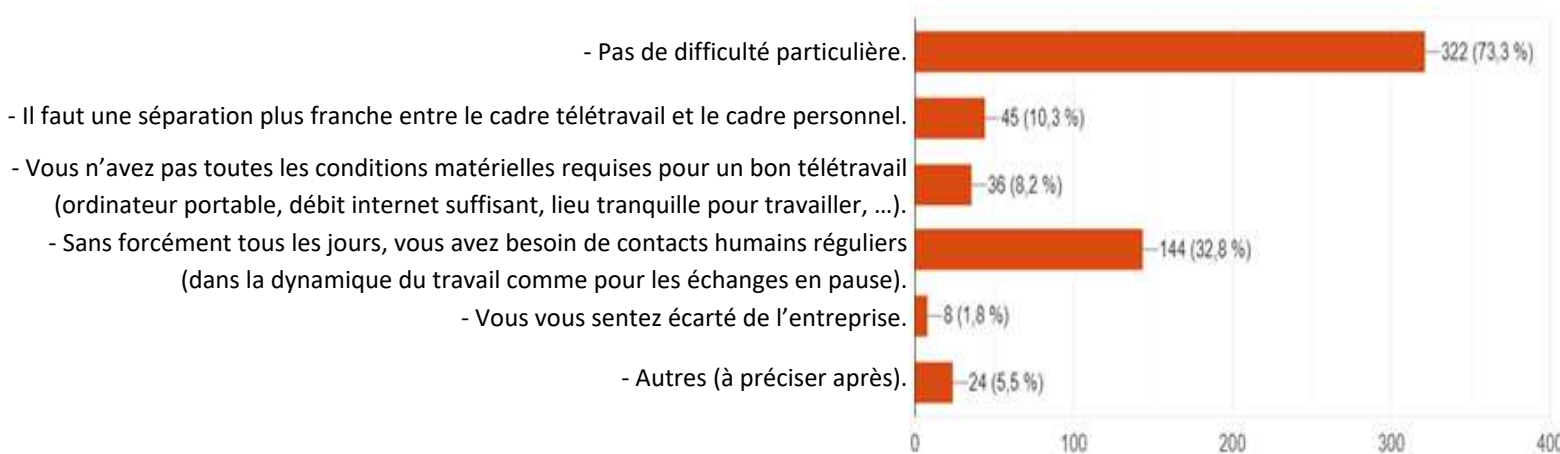 - Pas de difficulté particulière.
322 (73,3 %)
- Il faut une séparation plus franche entre le cadre télétravail et le cadre personnel.
45 (10,3 %)
- Vous n’avez pas toutes les conditions matérielles requises pour un bon télétravail
(ordinateur portable, débit internet suffisant, lieu tranquille pour travailler, …).
36 (8,2 %)
- Sans forcément tous les jours, vous avez besoin de contacts humains réguliers
(dans la dynamique du travail comme pour les échanges en pause).
144 (32,8 %)
- Vous vous sentez écarté de l’entreprise.
8 (1,8 %)
- Autres (à préciser après).
24 (5,5 %)
0 100 200 300 400